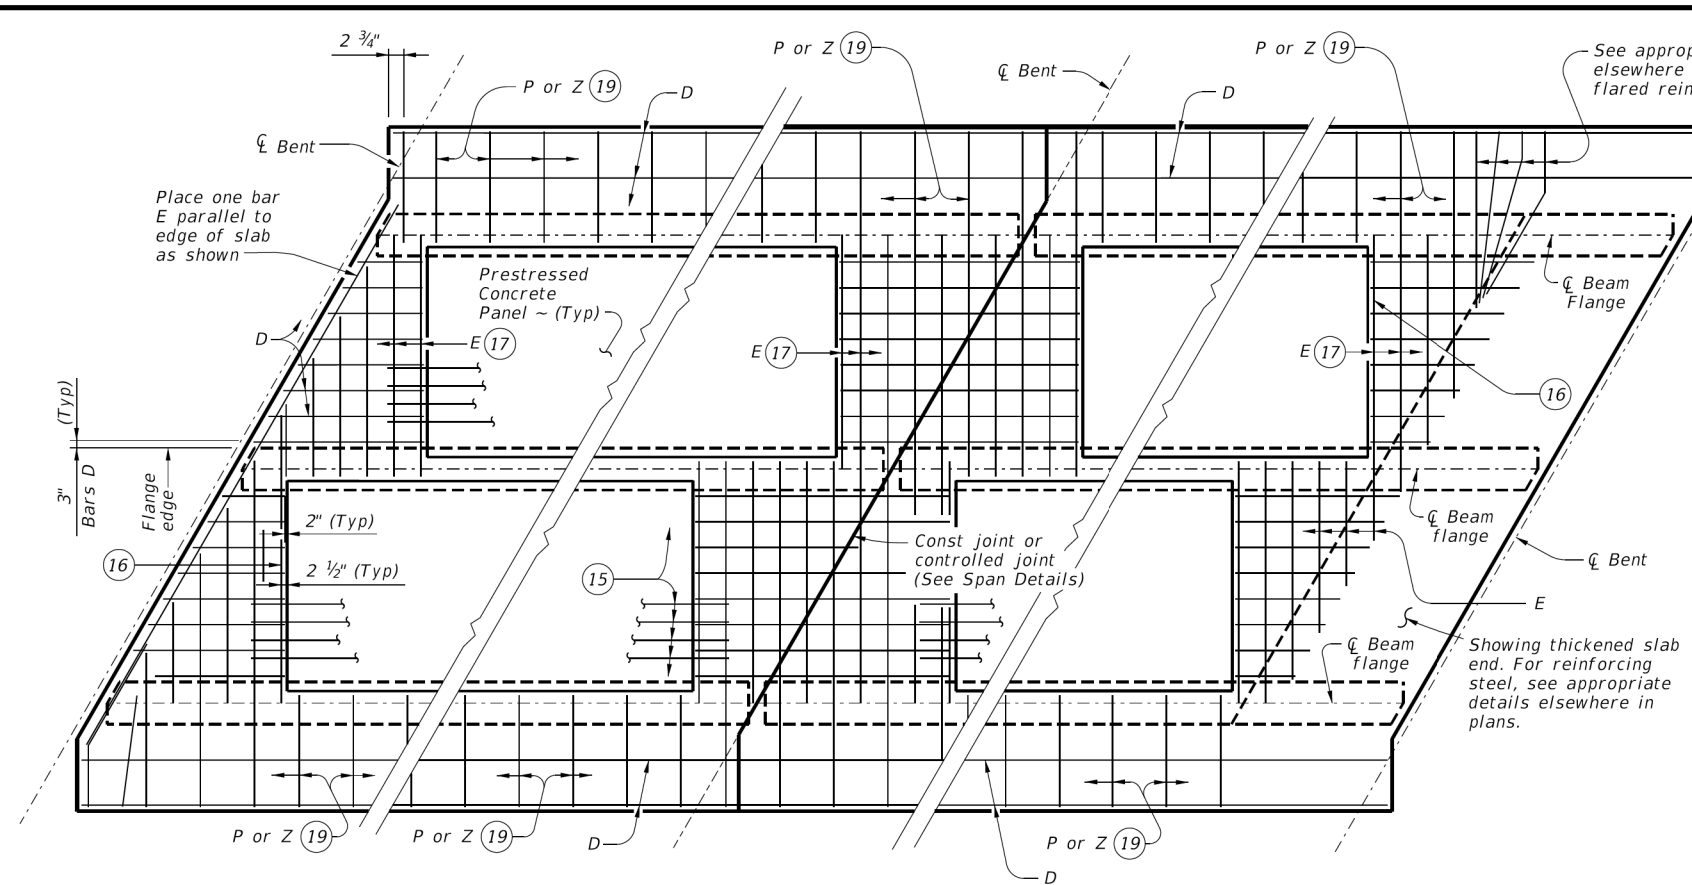 2 ¾"
P or Z 19
P or Z 19
P or Z 19
℄ Bent
D
D
See approp
elsewhere
flared rein
℄ Bent
Place one bar
E parallel to
edge of slab
as shown
Prestressed
Concrete
Panel ~ (Typ)
℄ Beam
Flange
D
E 17
E 17
E 17
16
(Typ)
3"
Bars D
Flange
edge
2" (Typ)
2 ½" (Typ)
16
15
Const joint or
controlled joint
(See Span Details)
℄ Beam
flange
℄ Bent
E
℄ Beam
flange
Showing thickened slab
end. For reinforcing
steel, see appropriate
details elsewhere in
plans.
P or Z 19
P or Z 19
D
P or Z 19
D